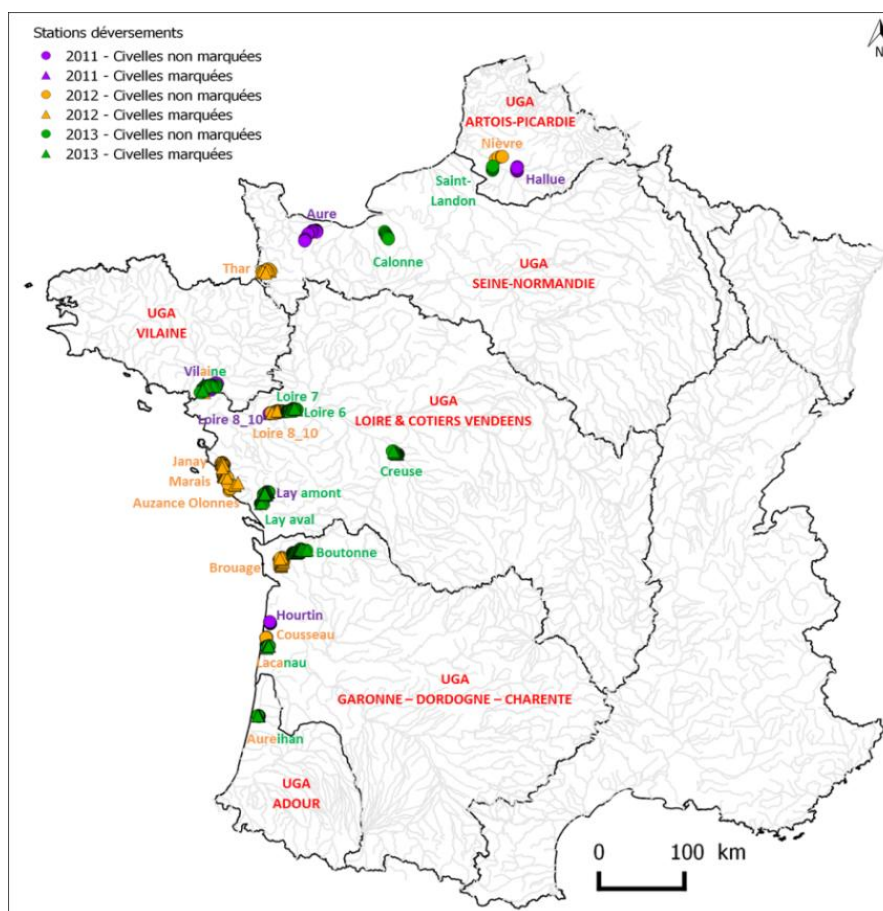 Stations déversements
2011 - Civelles non marquées
2011 - Civelles marquées
2012 - Civelles non marquées
2012 - Civelles marquées
2013 - Civelles non marquées
2013 - Civelles marquées
N
UGA
ARTOIS-PICARDIE
Nièvre
Saint-
Landon
Hallue
Aure
Calonne
Thar
UGA
SEINE-NORMANDIE
UGA
VILAINE
Vilaine
Loire 7
Loire 8_10
Loire 6
Loire 8_10
UGA
LOIRE & COTIERS VENDEENS
Creuse
Janay
Marais
Auzance Olonnes
Lay amont
Lay aval
Boutonne
Brouage
Hourtin
Cousseau
Lacanau
UGA
GARONNE – DORDOGNE – CHARENTE
Aureihan
UGA
ADOUR
0 100 km